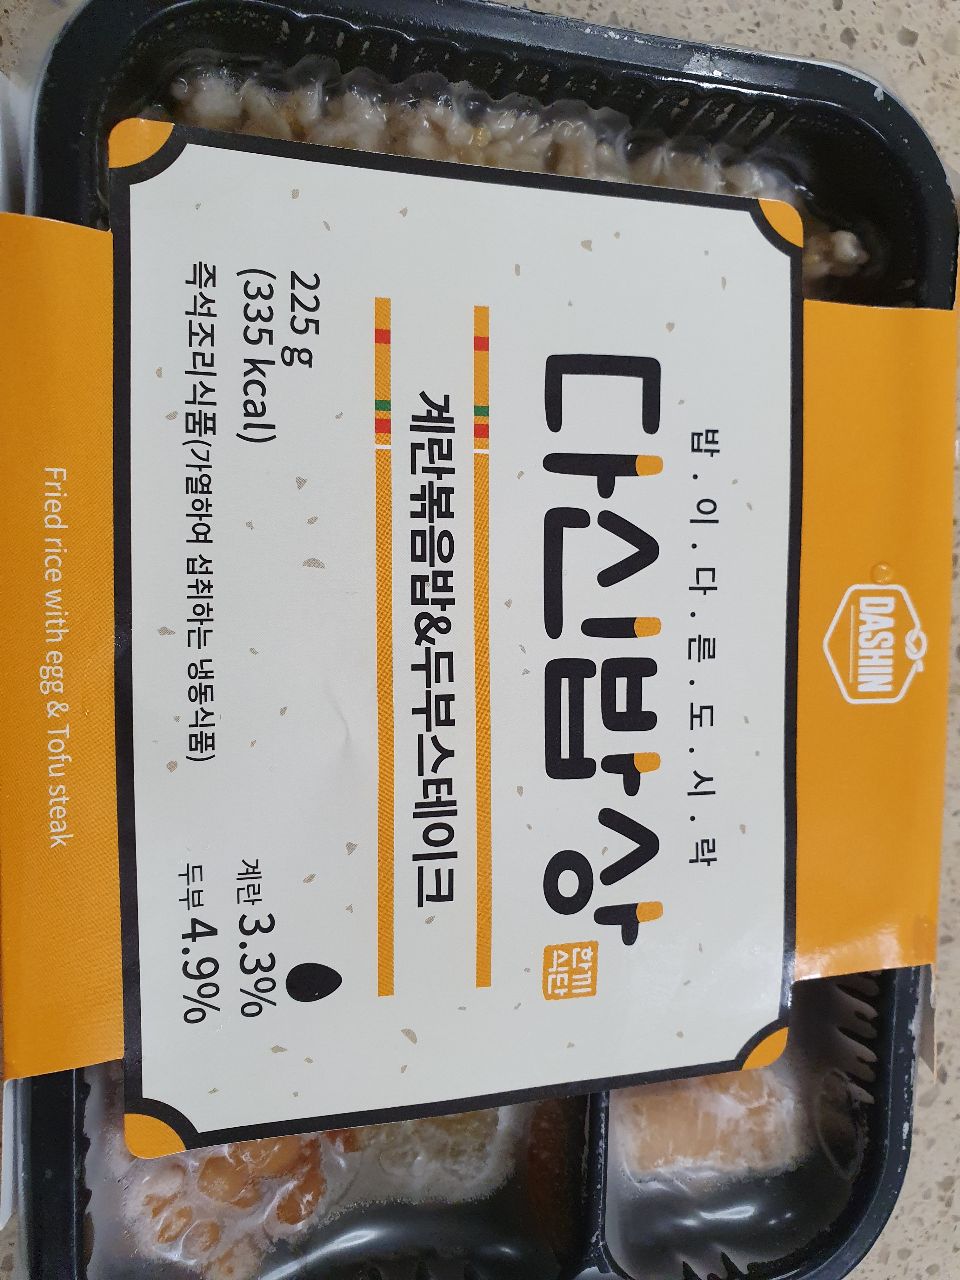 DASHIN
밥.이.다.른.도.시.락
다신밥상
한끼
식단
계란볶음밥&두부스테이크
225 g
(335 kcal)
즉석조리식품(가열하여 섭취하는 냉동식품)
계란 3.3%
두부 4.9%
Fried rice with egg & Tofu steak